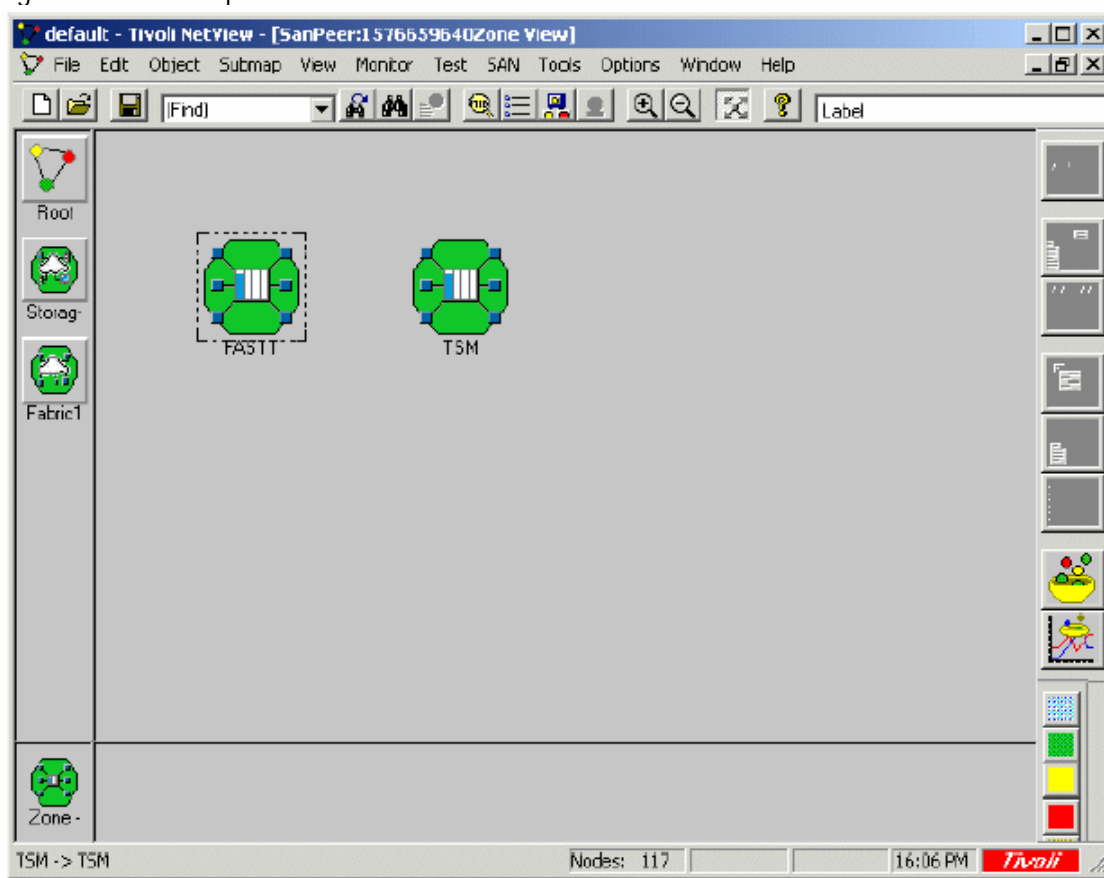 default - Tivoli NetView - [SanPeer:1576659640Zone View]
File Edit Object Submap View Monitor Test SAN Tools Options Window Help
[Find]
Label
Root
Storag-
Fabric1
FASTT
TSM
Zone -
TSM -> TSM
Nodes: 117
16:06 PM
Tivoli